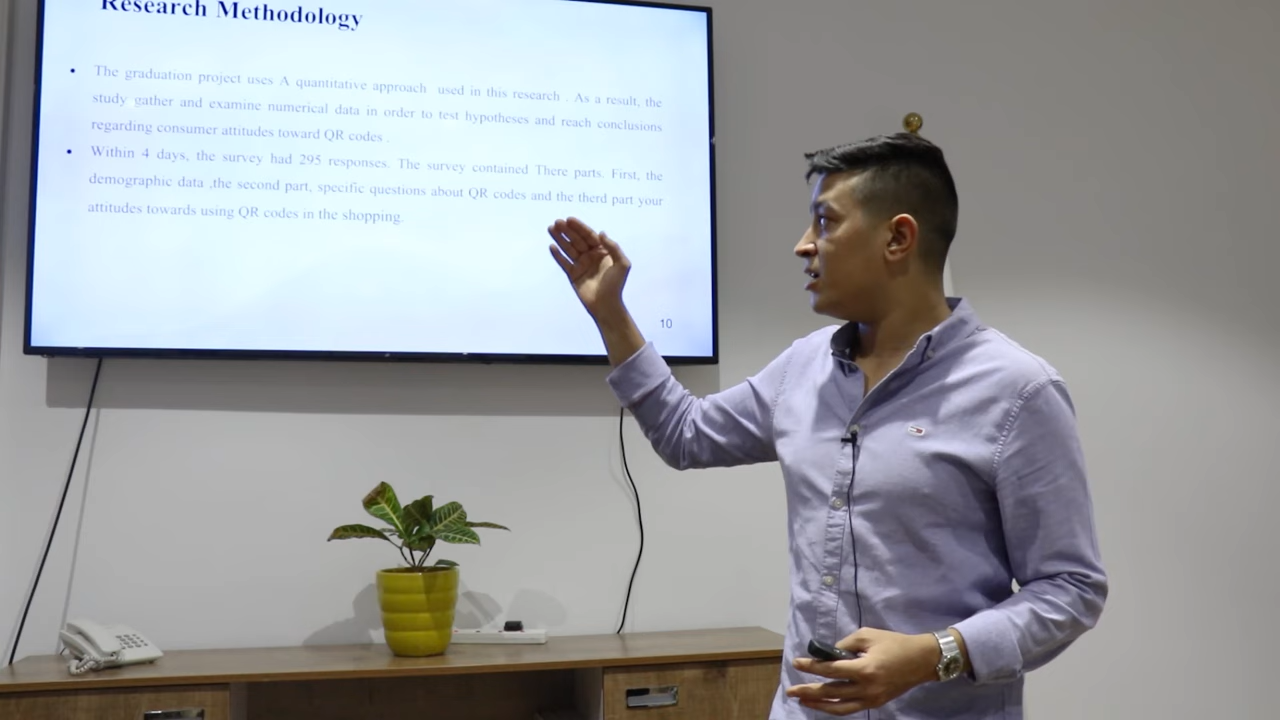 Research Methodology
• The graduation project uses A quantitative approach used in this research . As a result, the
study gather and examine numerical data in order to test hypotheses and reach conclusions
regarding consumer attitudes toward QR codes .
• Within 4 days, the survey had 295 responses. The survey contained There parts. First, the
demographic data ,the second part, specific questions about QR codes and the therd part your
attitudes towards using QR codes in the shopping.
10